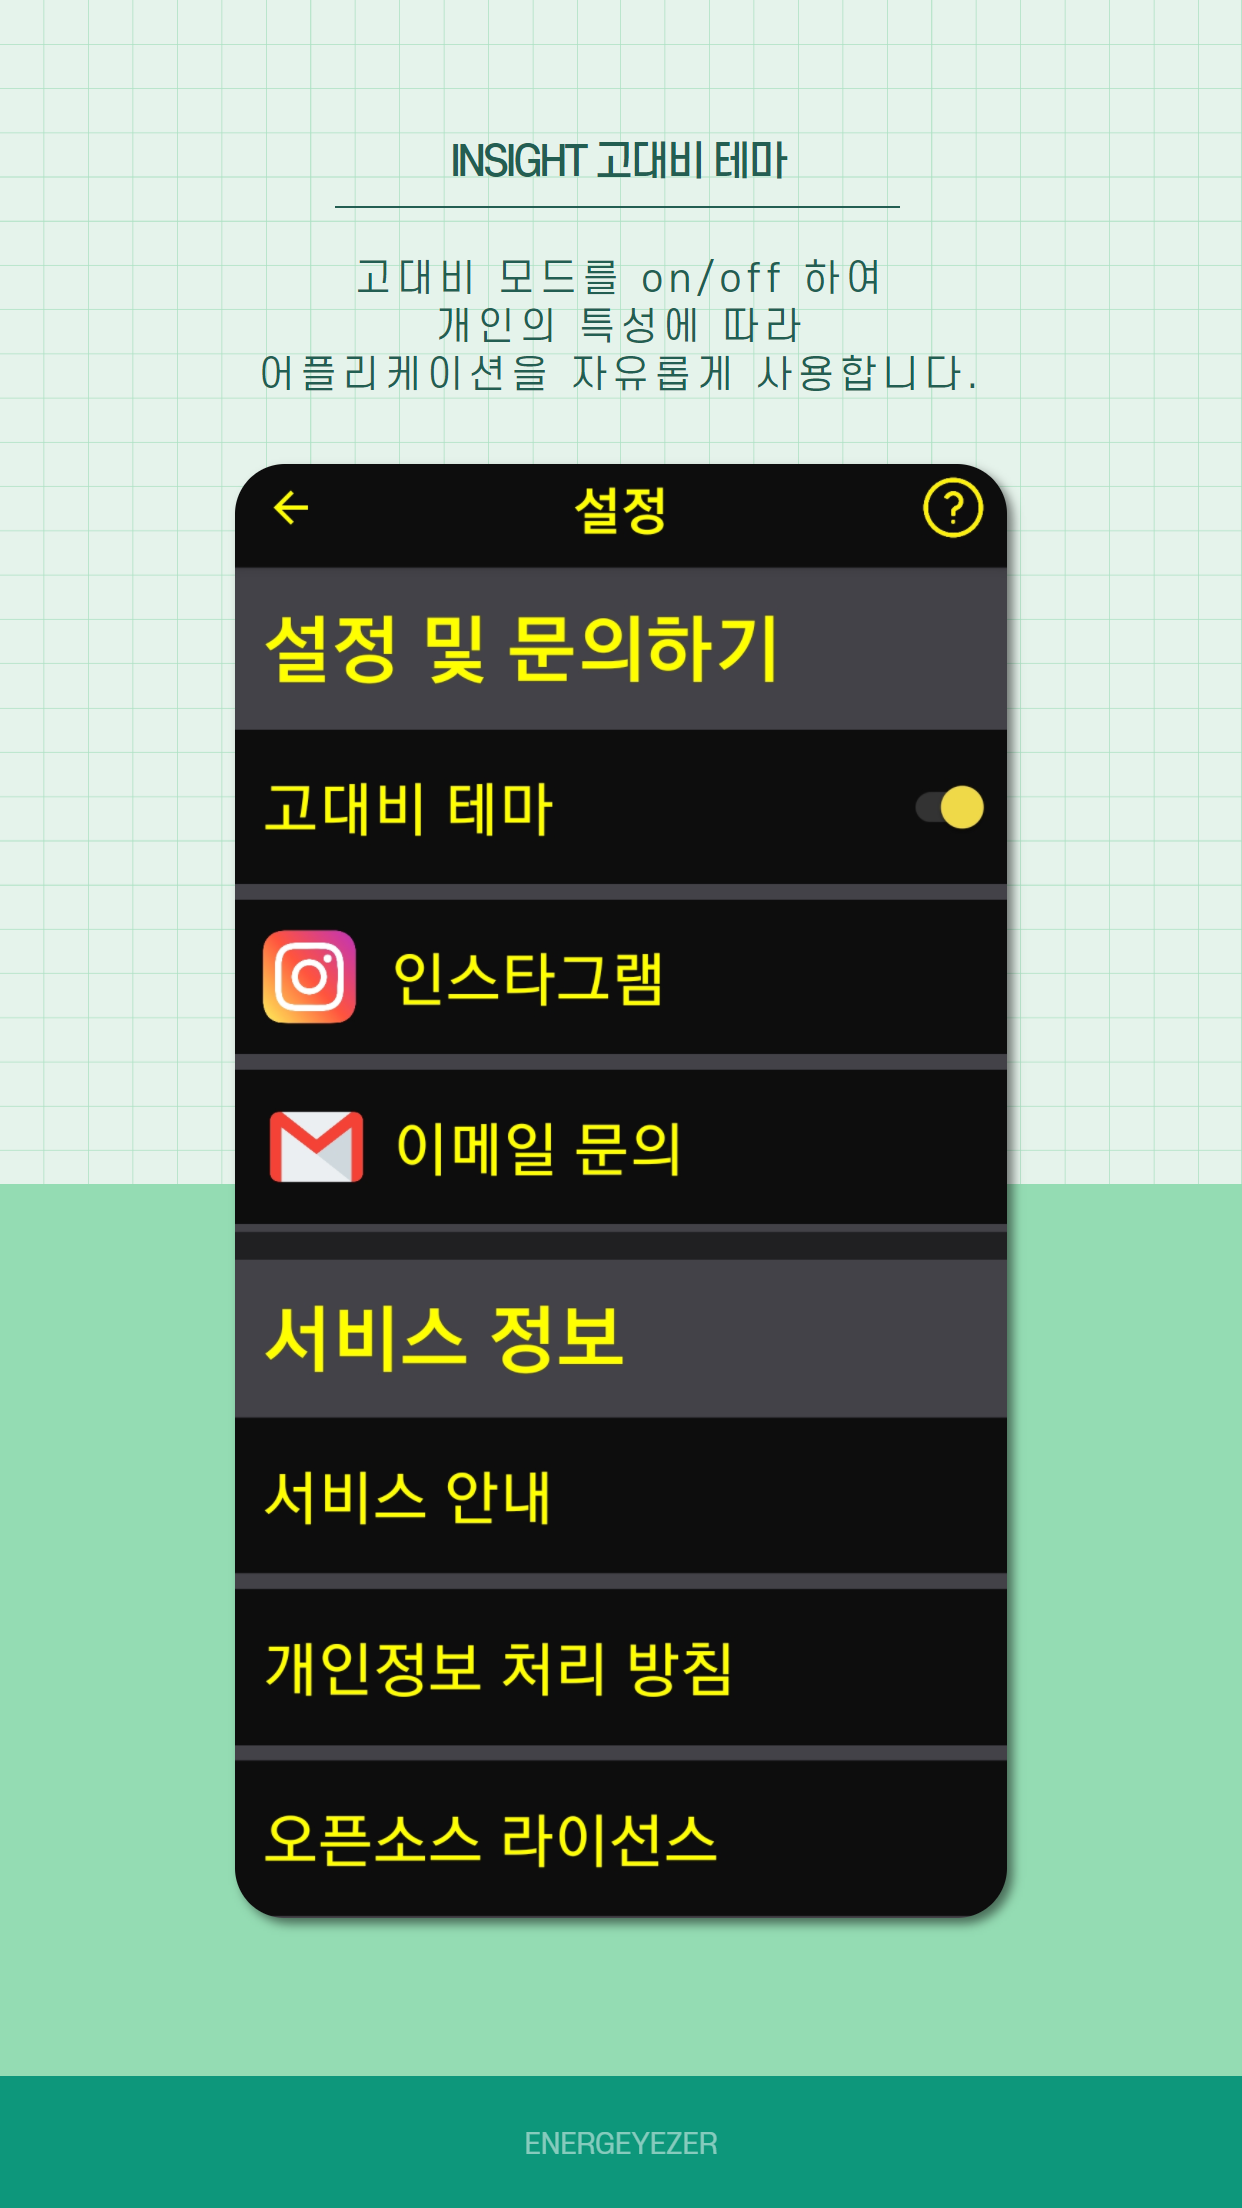 INSIGHT 고대비 테마
고대비 모드를 on/off 하여
개인의 특성에 따라
어플리케이션을 자유롭게 사용합니다.
설정
?
설정 및 문의하기
고대비 테마
인스타그램
이메일 문의
서비스 정보
서비스 안내
개인정보 처리 방침
오픈소스 라이선스
ENERGEYEZER